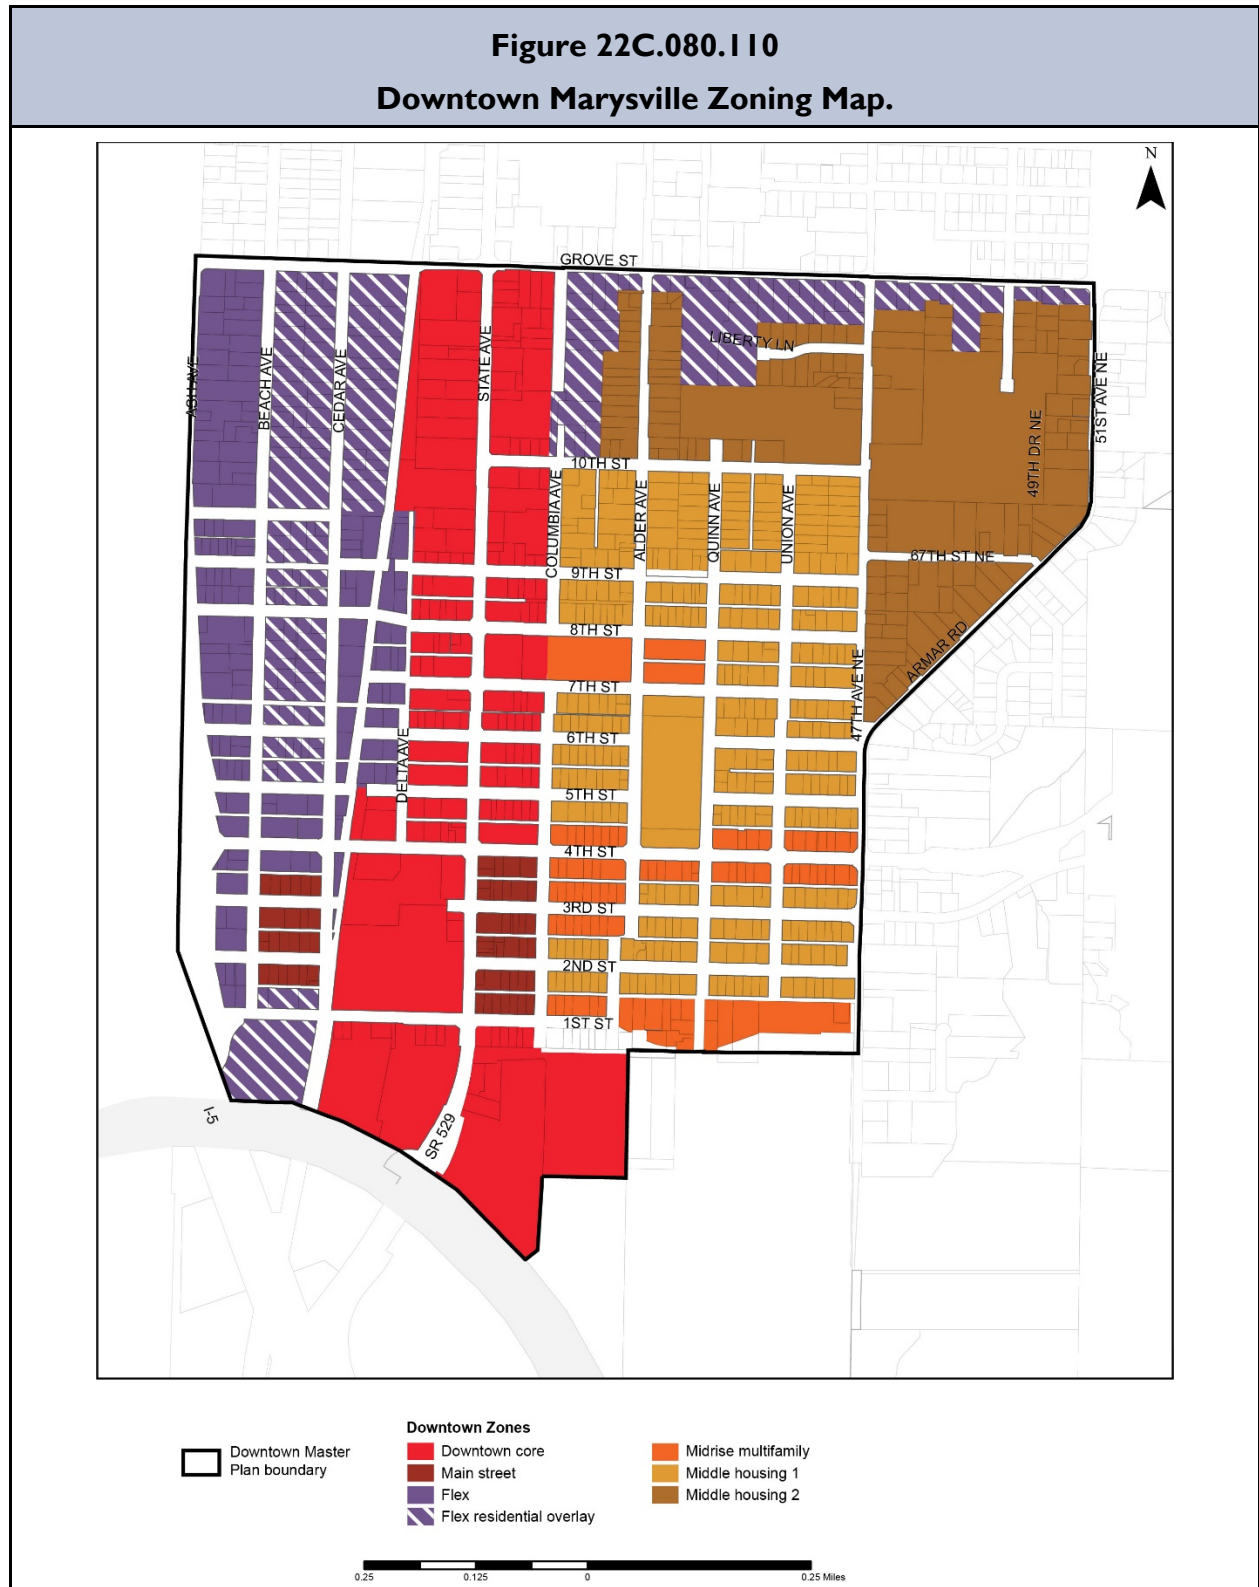 Figure 22C.080.110
Downtown Marysville Zoning Map.
N
GROVE ST
LIBERTY LN
ASH AVE
BEACH AVE
CEDAR AVE
STATE AVE
51ST AVE NE
10TH ST
COLUMBIA AVE
ALDER AVE
QUINN AVE
UNION AVE
49TH DR NE
67TH ST NE
9TH ST
8TH ST
ARMAR RD
7TH ST
47TH AVE NE
6TH ST
DELTA AVE
5TH ST
4TH ST
3RD ST
2ND ST
1ST ST
I-5
SR 529
Downtown Master
Plan boundary
Downtown Zones
Downtown core
Main street
Flex
Flex residential overlay
Midrise multifamily
Middle housing 1
Middle housing 2
0.25 0.125 0 0.25 Miles